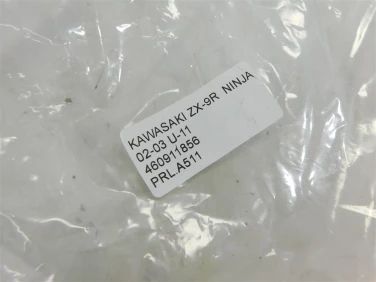 KAWASAKI ZX-9R NINJA
02-03 U-11
460911856
PRL.A511